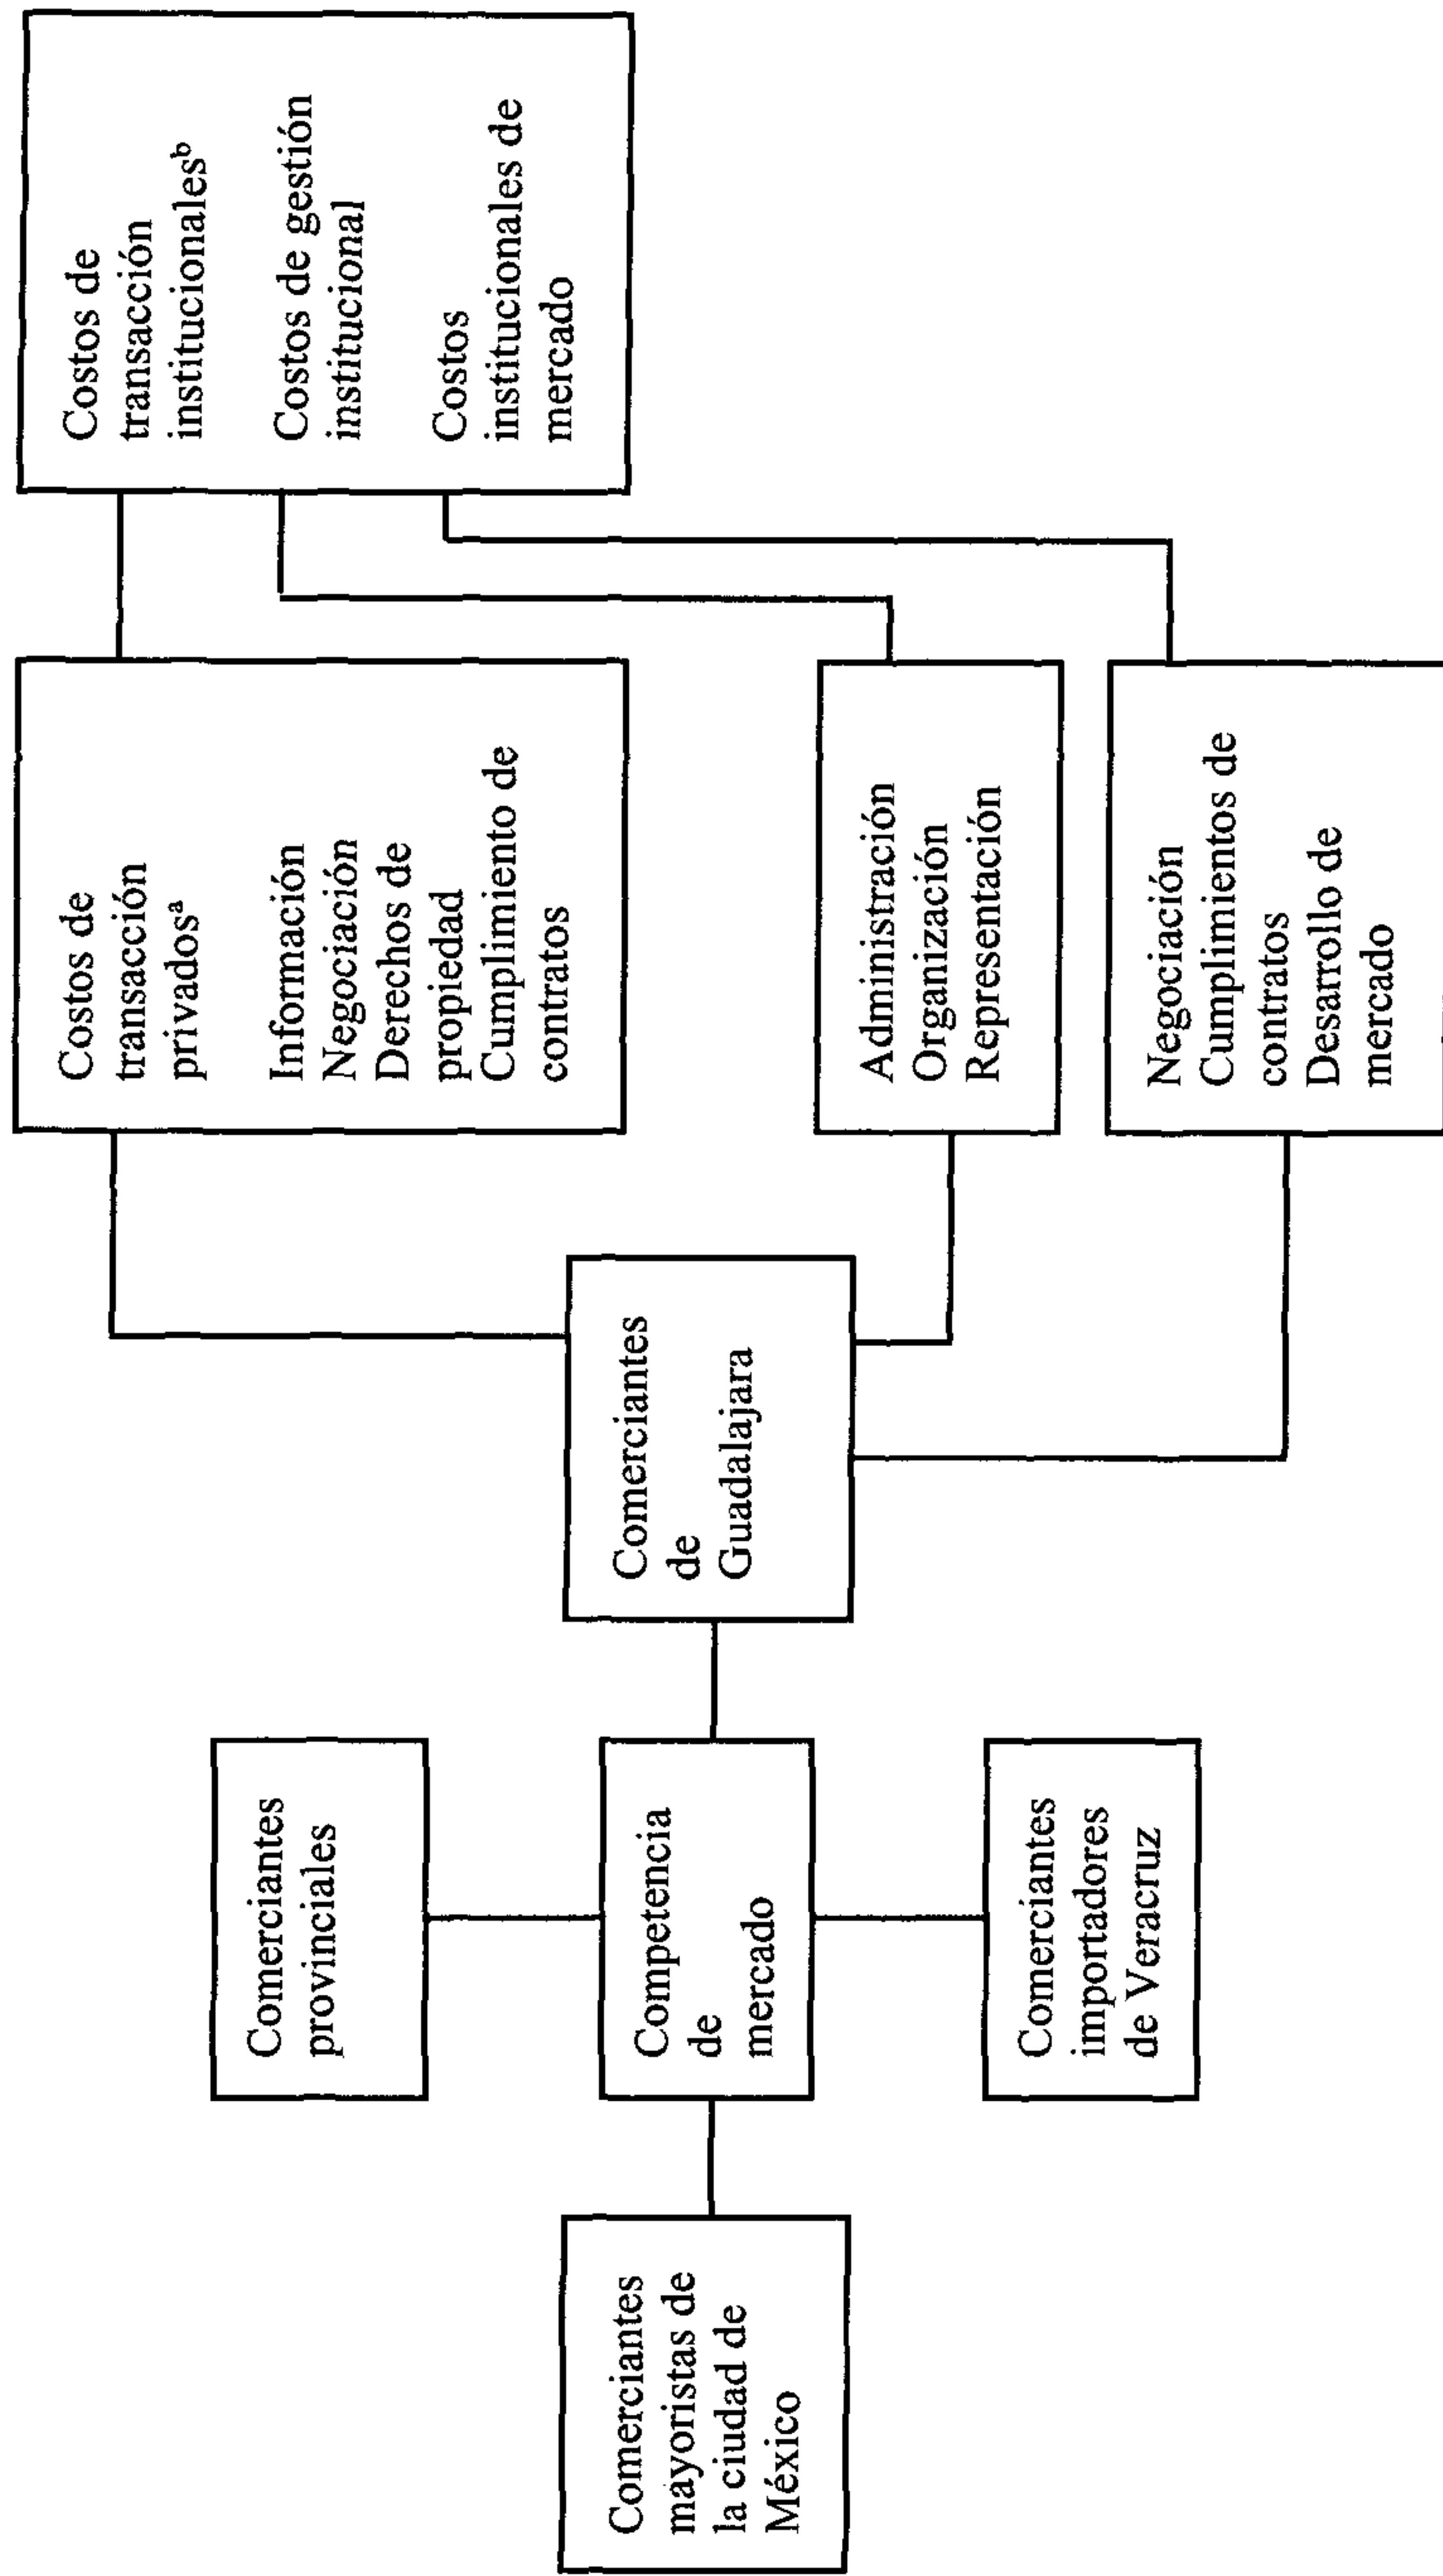 Comerciantes
mayoristas de
la ciudad de
México
Comerciantes
provinciales
Competencia
de
mercado
Comerciantes
importadores
de Veracruz
Comerciantes
de
Guadalajara
Costos de
transacción
privadosᵃ
Información
Negociación
Derechos de
propiedad
Cumplimiento de
contratos
Administración
Organización
Representación
Negociación
Cumplimientos de
contratos
Desarrollo de
mercado
Costos de
transacción
institucionalesᵇ
Costos de gestión
institucional
Costos
institucionales de
mercado